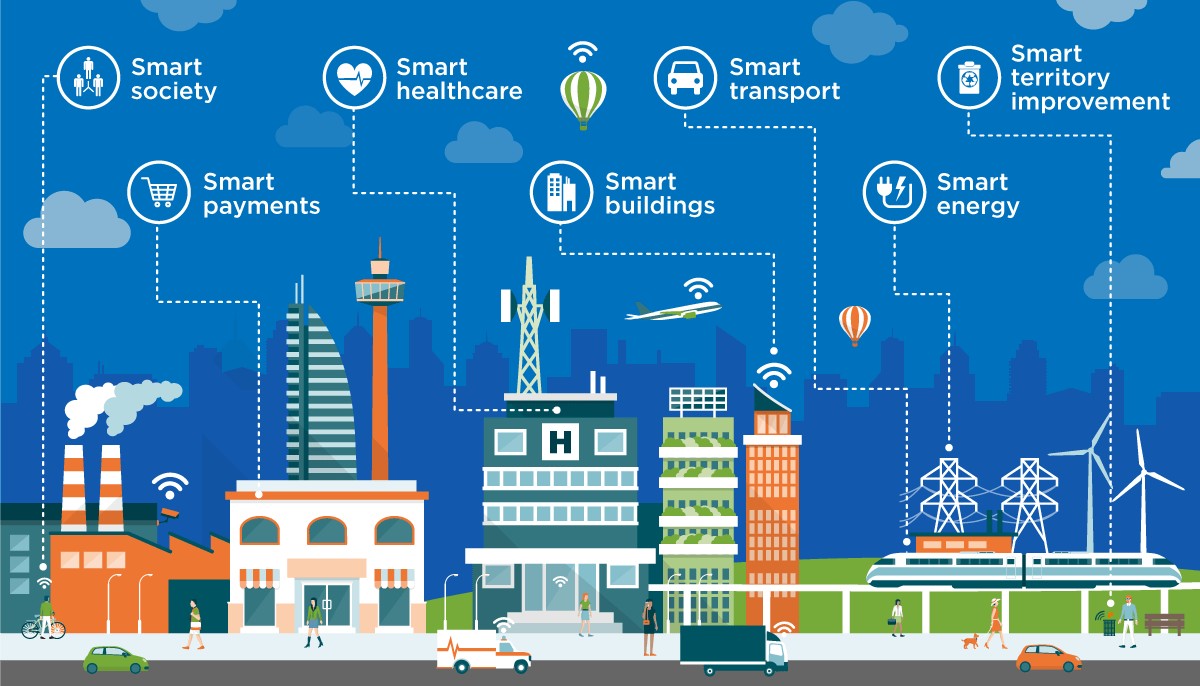 Smart
society
Smart
healthcare
Smart
transport
Smart
territory
improvement
Smart
payments
Smart
buildings
Smart
energy
H